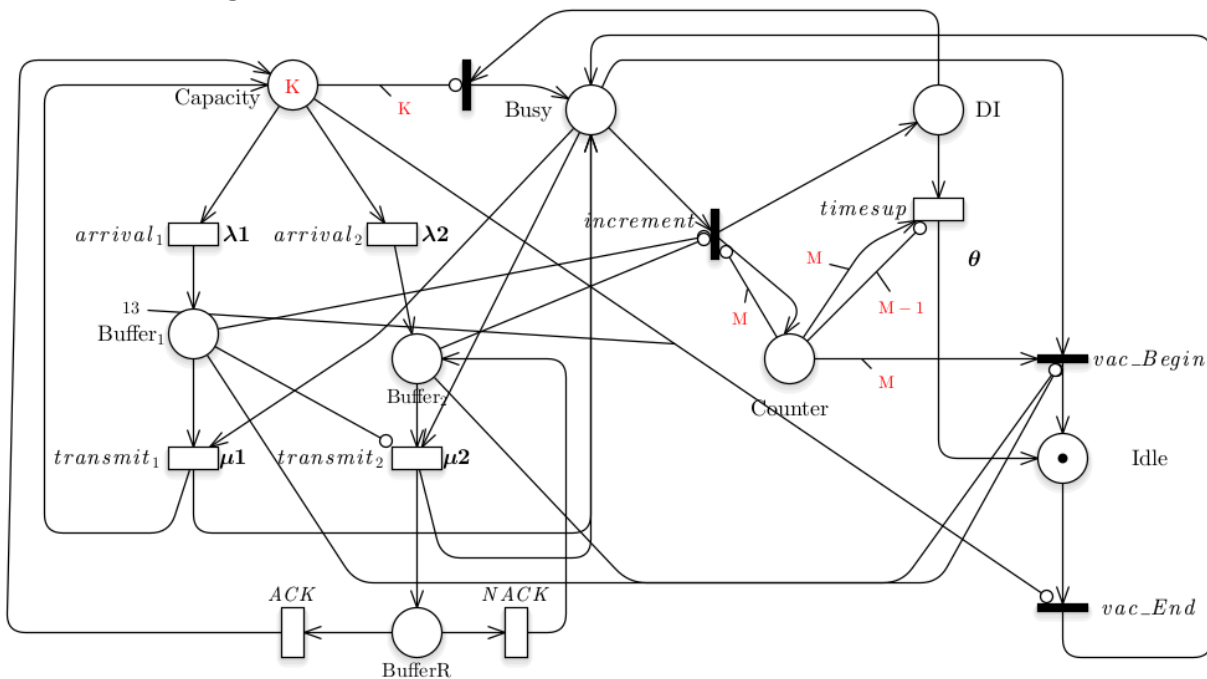 K
Capacity
K
Busy
DI
arrival₁
λ1
arrival₂
λ2
increment
timesup
θ
M
M – 1
M
13
Buffer₁
Buffer₂
Counter
M
vac_Begin
transmit₁
μ1
transmit₂
μ2
Idle
ACK
NACK
BufferR
vac_End